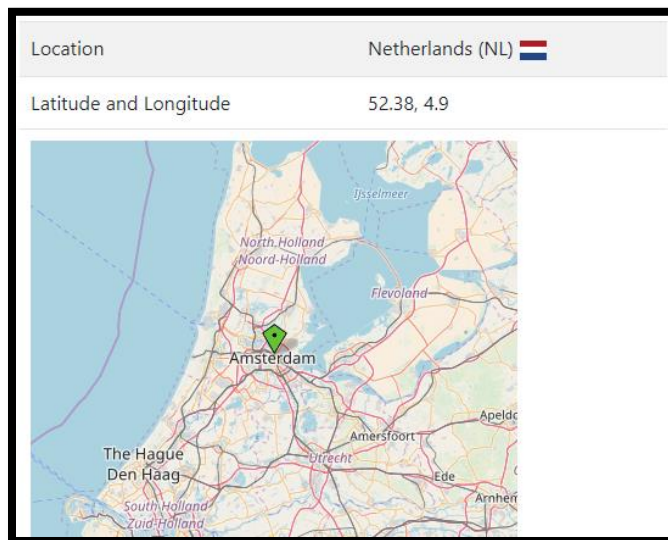 Location Netherlands (NL)
Latitude and Longitude 52.38, 4.9
IJsselmeer
North Holland
Noord-Holland
Flevoland
Amsterdam
Apeldo
Amersfoort
The Hague
Den Haag
Utrecht
Ede
Arnhem
South Holland
Zuid-Holland